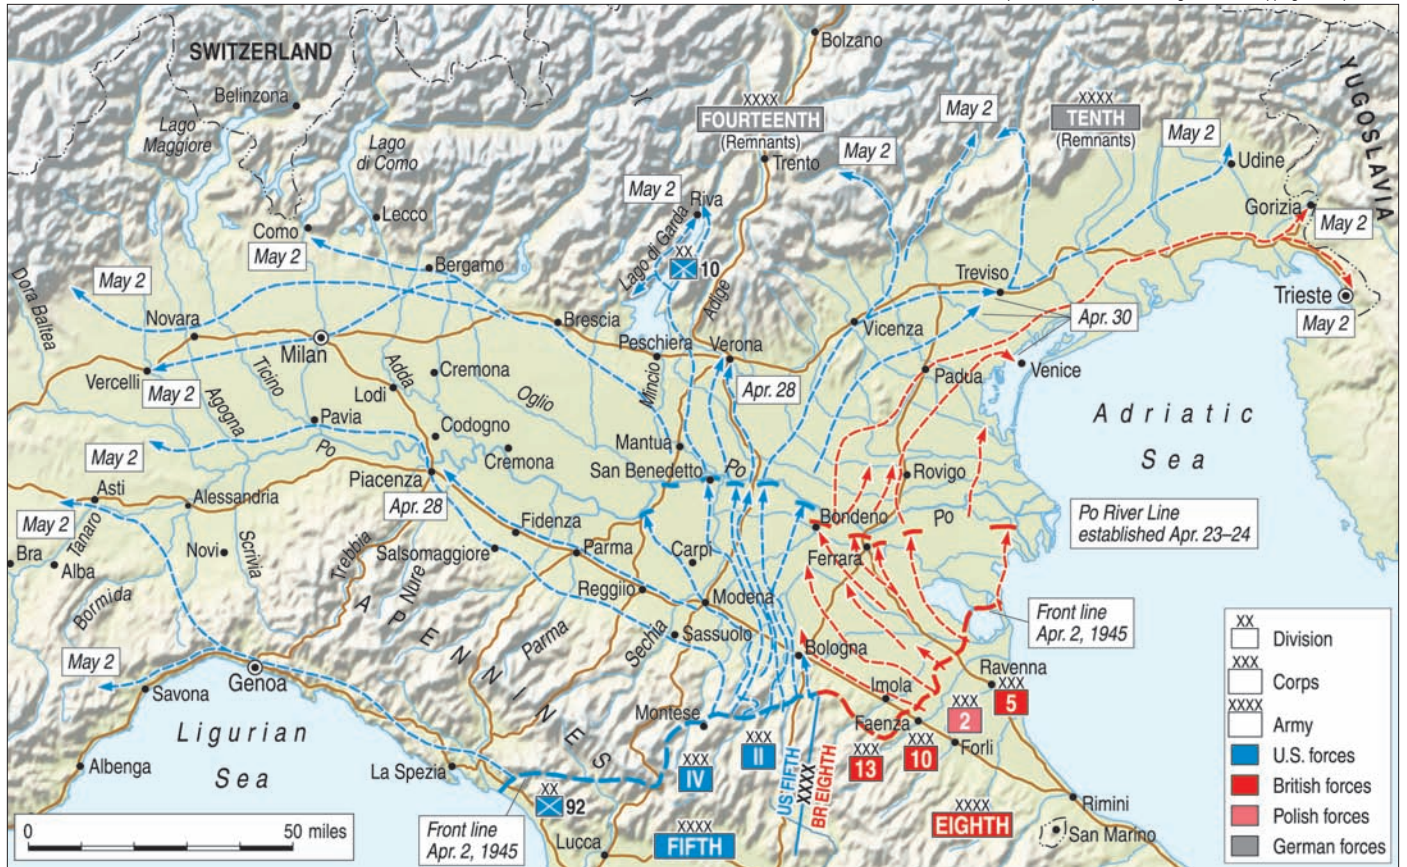 SWITZERLAND
Belinzona
Lago
Maggiore
Lago
di Como
Bolzano
XXXX
FOURTEENTH
(Remnants)
May 2
XXXX
TENTH
(Remnants)
YUGOSLAVIA
May 2
May 2
Trento
Udine
Gorizia
May 2
Lecco
Como
May 2
May 2
Riva
Lago di Garda
XX
10
Bergamo
Adige
Treviso
Trieste
May 2
Dora Baltea
May 2
Novara
Milan
Brescia
Peschiera
Verona
Vicenza
Apr. 30
Vercelli
May 2
Ticino
Agogna
Adda
Lodi
Cremona
Oglio
Mincio
Apr. 28
Padua
Venice
Adriatic
Sea
Pavia
Po
Codogno
Cremona
Mantua
San Benedetto
Po
Rovigo
May 2
Piacenza
Apr. 28
Asti
Alessandria
May 2
Tanaro
Bra
Alba
Bormida
Novi
Scrivia
Trebbia
Nure
Fidenza
Salsomaggiore
Parma
Carpi
Bondeno
Ferrara
Po
Po River Line
established Apr. 23–24
Reggiio
Modena
APENNINES
Parma
Sechia
Sassuolo
Bologna
Front line
Apr. 2, 1945
May 2
Savona
Genoa
Imola
Ravenna
XXX
5
Montese
Faenza
XXX
2
Forli
Ligurian
Sea
Albenga
La Spezia
XXX
IV
XXX
II
US FIFTH
XXXX
BR EIGHTH
XXX
13
XXX
10
XX
92
Front line
Apr. 2, 1945
Lucca
XXXX
FIFTH
XXXX
EIGHTH
Rimini
San Marino
0
50 miles
XX
Division
XXX
Corps
XXXX
Army
U.S. forces
British forces
Polish forces
German forces